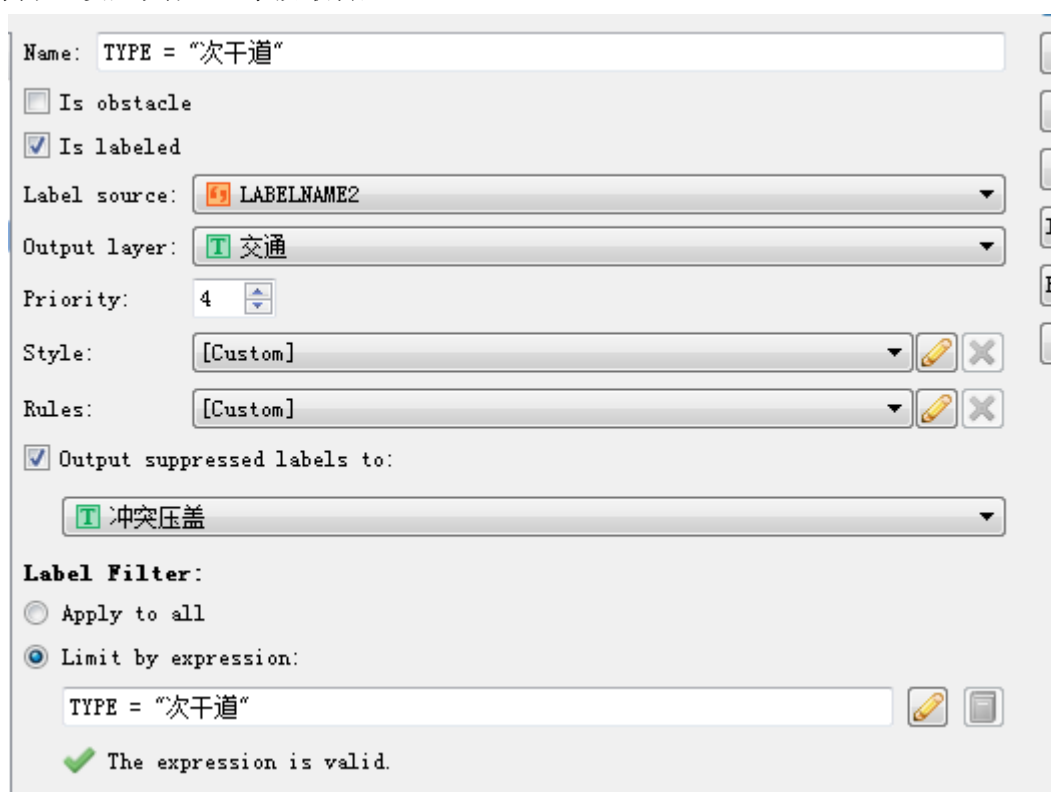 Name: TYPE = "次干道"
Is obstacle
Is labeled
Label source: LABELNAME2
Output layer: T 交通
Priority: 4
Style: [Custom]
Rules: [Custom]
Output suppressed labels to:
T 冲突压盖
Label Filter:
Apply to all
Limit by expression:
TYPE = "次干道"
The expression is valid.